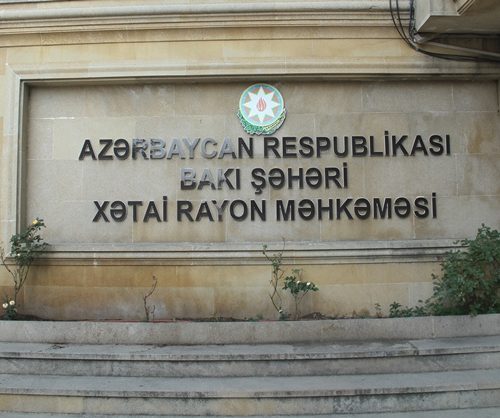 AZƏRBAYCAN RESPUBLİKASI
BAKI ŞƏHƏRİ
XƏTAİ RAYON MƏHKƏMƏSİ